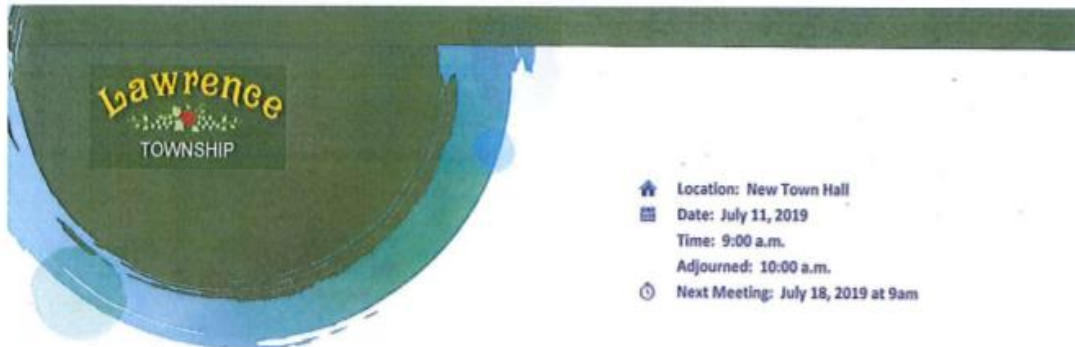 Lawrence
TOWNSHIP
Location: New Town Hall
Date: July 11, 2019
Time: 9:00 a.m.
Adjourned: 10:00 a.m.
Next Meeting: July 18, 2019 at 9am